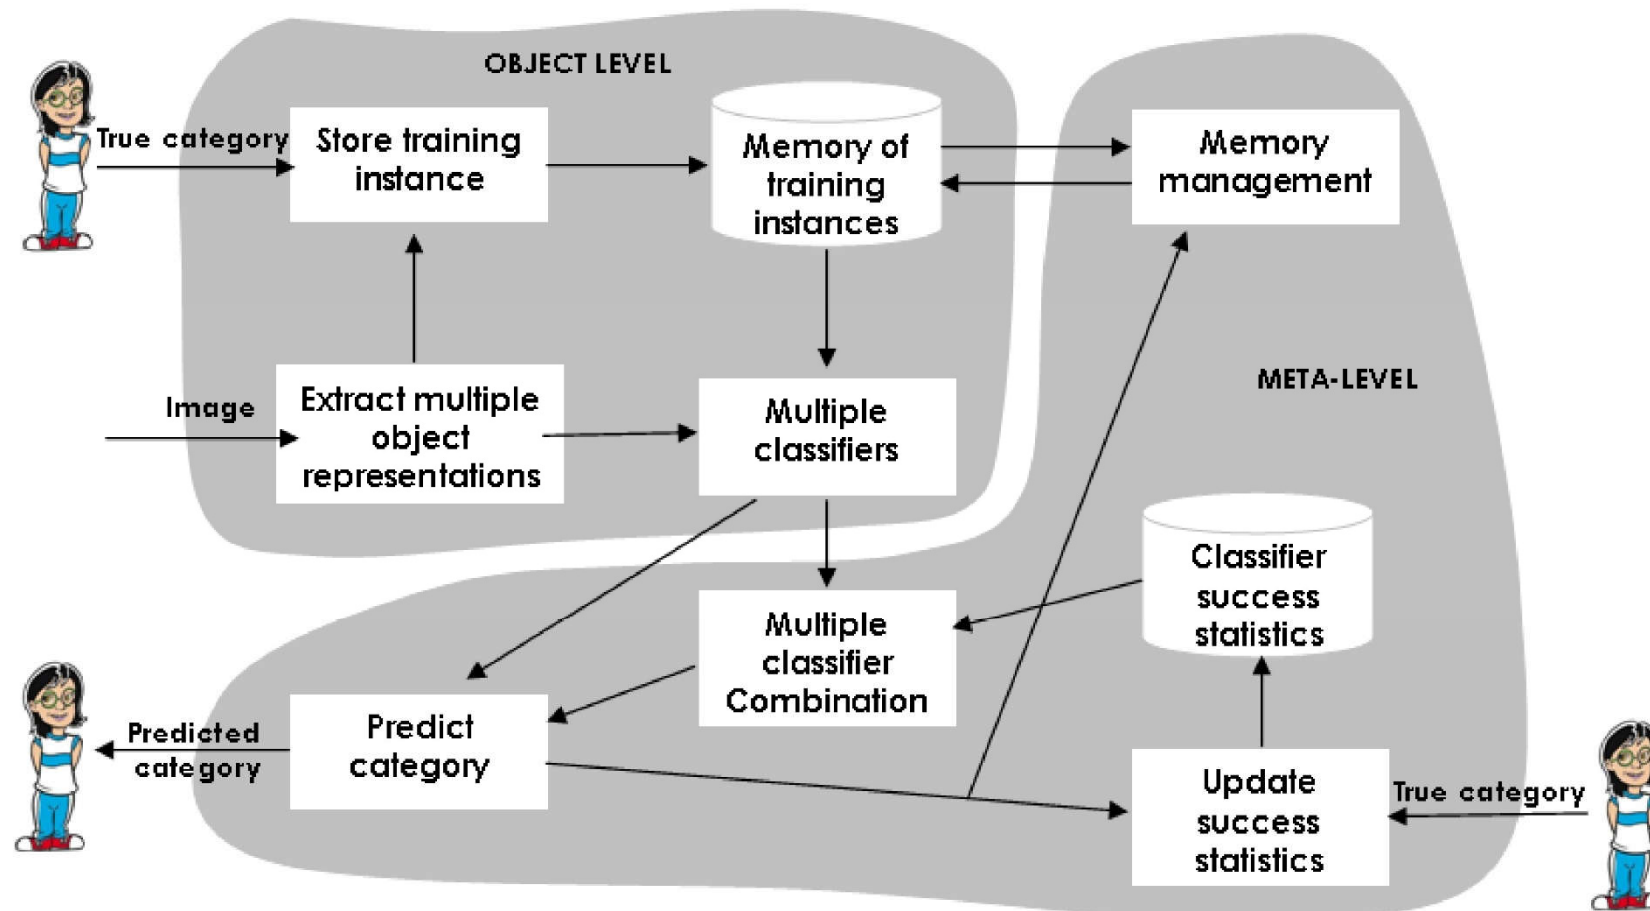 OBJECT LEVEL
True category
Store training
instance
Memory of
training
instances
Memory
management
Image
Extract multiple
object
representations
Multiple
classifiers
META-LEVEL
Classifier
success
statistics
Multiple
classifier
Combination
Predicted
category
Predict
category
Update
success
statistics
True category